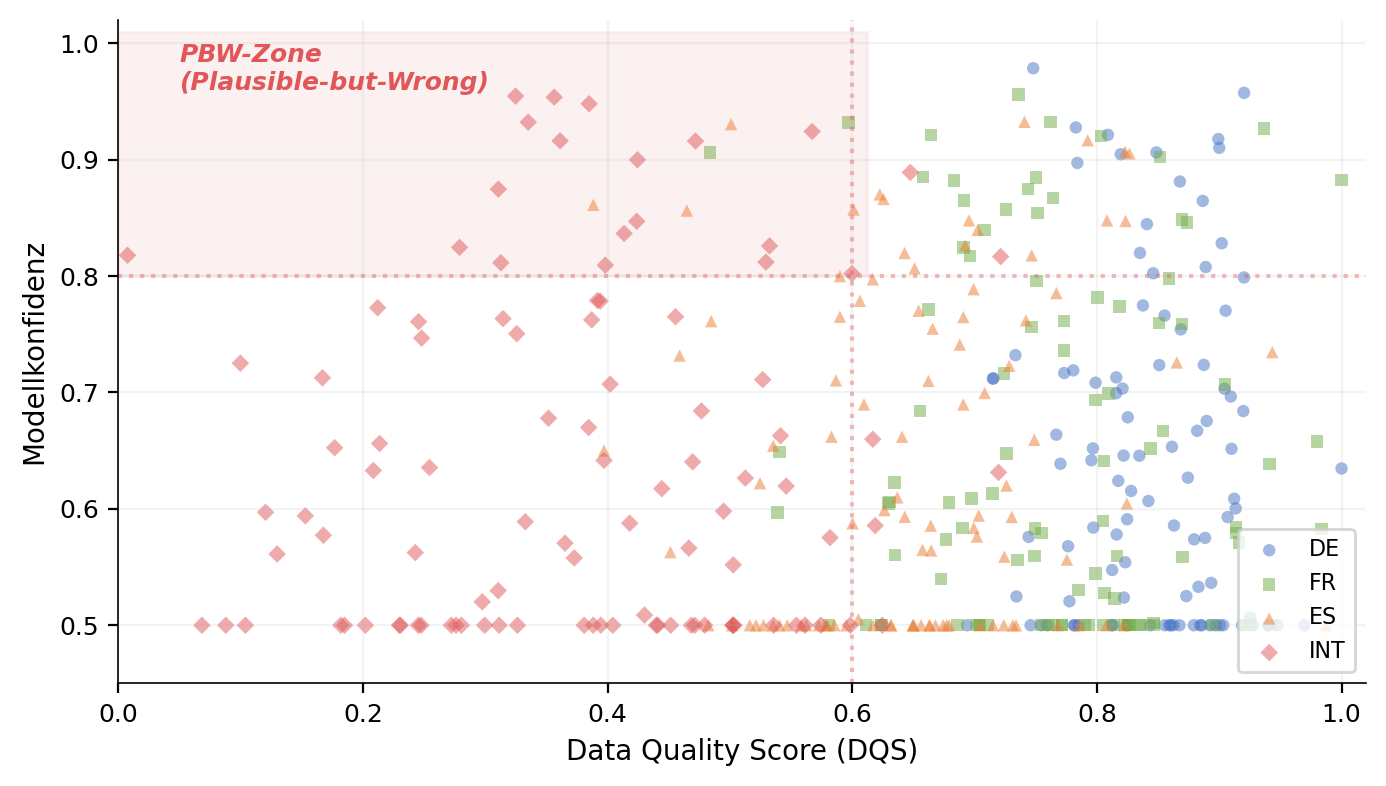 PBW-Zone
(Plausible-but-Wrong)
1.0
0.9
0.8
0.7
0.6
0.5
Modellkonfidenz
0.0
0.2
0.4
0.6
0.8
1.0
Data Quality Score (DQS)
DE
FR
ES
INT